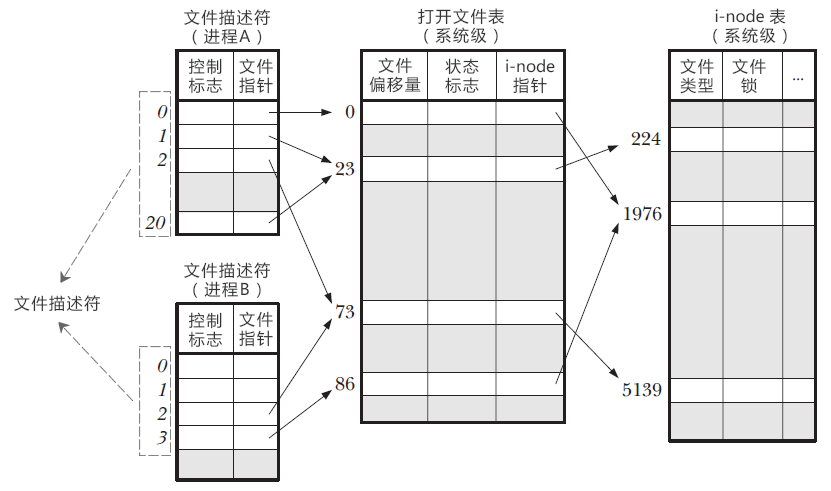 文件描述符
（进程A）
控制
标志
文件
指针
0
1
2
20
文件描述符
文件描述符
（进程B）
控制
标志
文件
指针
0
1
2
3
打开文件表
（系统级）
文件
偏移量
状态
标志
i-node
指针
0
23
73
86
i-node 表
（系统级）
文件
类型
文件
锁
...
224
1976
5139